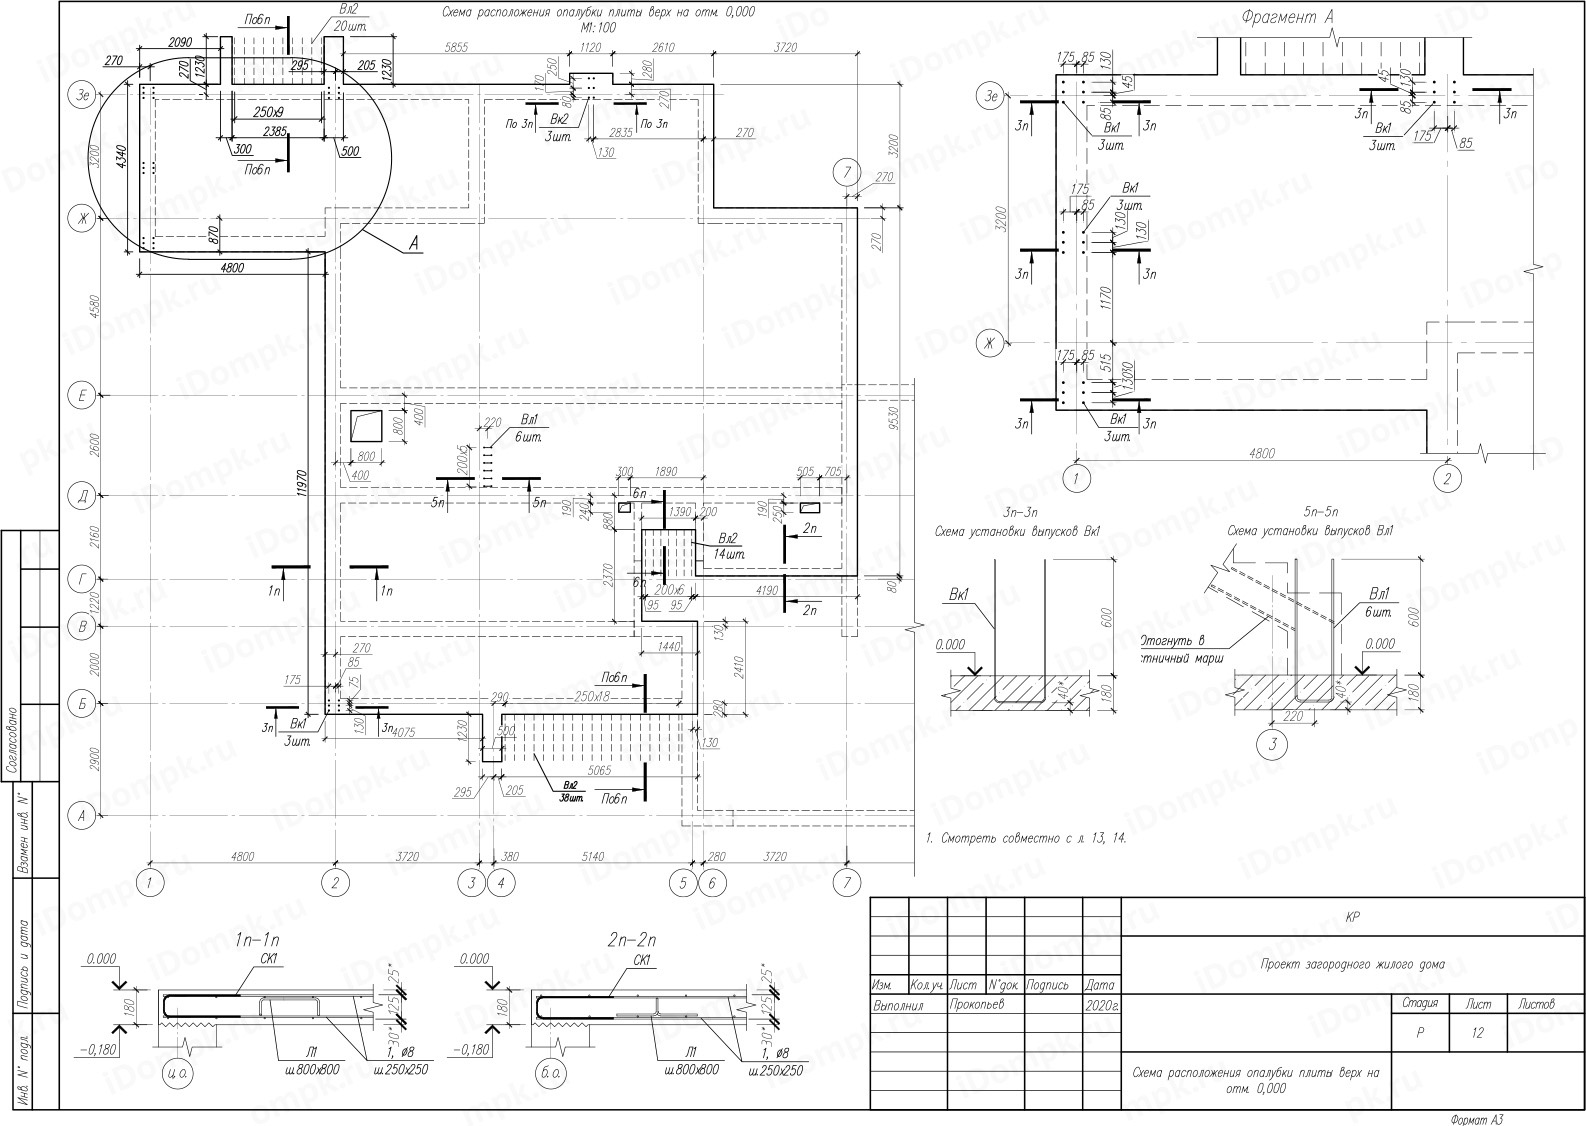 Схема расположения опалубки плиты верх на отм. 0,000
М1:100
Фрагмент А
По6п
Вл2
20шт.
2090
270
270
1230
295
205
1230
5855
1120
2610
3720
250
170
80
1280
270
Зе
250х9
2385
300
500
По6п
3200
4340
По 3п
По 3п
Вк2
3шт.
2835
270
130
3200
7
270
270
Ж
870
А
4800
4580
Е
400
800
800
400
2600
11970
220
Вл1
6шт.
200х5
5п
5п
9530
300
1890
505
705
Д
6п
190
240
880
1390
200
190
250
2п
2160
Вл2
14шт.
Г
1п
1п
2370
6п
200х6
95
95
4190
2п
80
1220
В
130
270
1440
2410
2000
85
175
75
По6п
290
250х18
280
Б
3п
3п
130
Вк1
3шт.
4075
1230
500
130
2900
5065
295
205
Вл2
38шт.
По6п
А
4800
3720
380
5140
280
3720
1
2
3
4
5
6
7
175
85
130
45
85
Зе
3п
3п
Вк1
3шт.
45
130
85
3п
3п
Вк1
3шт.
175
85
175
85
Вк1
3шт.
130
130
3200
3п
3п
1170
Ж
175
85
515
130
130
3п
3п
Вк1
3шт.
4800
1
2
3п-3п
Схема установки выпусков Вк1
5п-5п
Схема установки выпусков Вл1
Вк1
0.000
600
180
40*
Вл1
6шт.
0.000
600
180
40*
Отогнуть в
стничный марш
220
3
1. Смотреть совместно с л. 13, 14.
1п-1п
0.000
СК1
25*
180
125
30*
-0,180
Л1
ш.800х800
1, ø8
ш.250х250
и.о.
2п-2п
0.000
СК1
25*
180
125
30*
-0,180
Л1
ш.800х800
1, ø8
ш.250х250
б.о.
Согласовано
Взамен инв. N°
Подпись и дата
Инв. N° подл.
КР
Проект загородного жилого дома
Изм.
Кол.уч.
Лист
N°док.
Подпись
Дата
Выполнил
Прокопьев
2020г.
Стадия
Лист
Листов
Р
12
Схема расположения опалубки плиты верх на
отм. 0,000
Формат А3
iDompk.ru